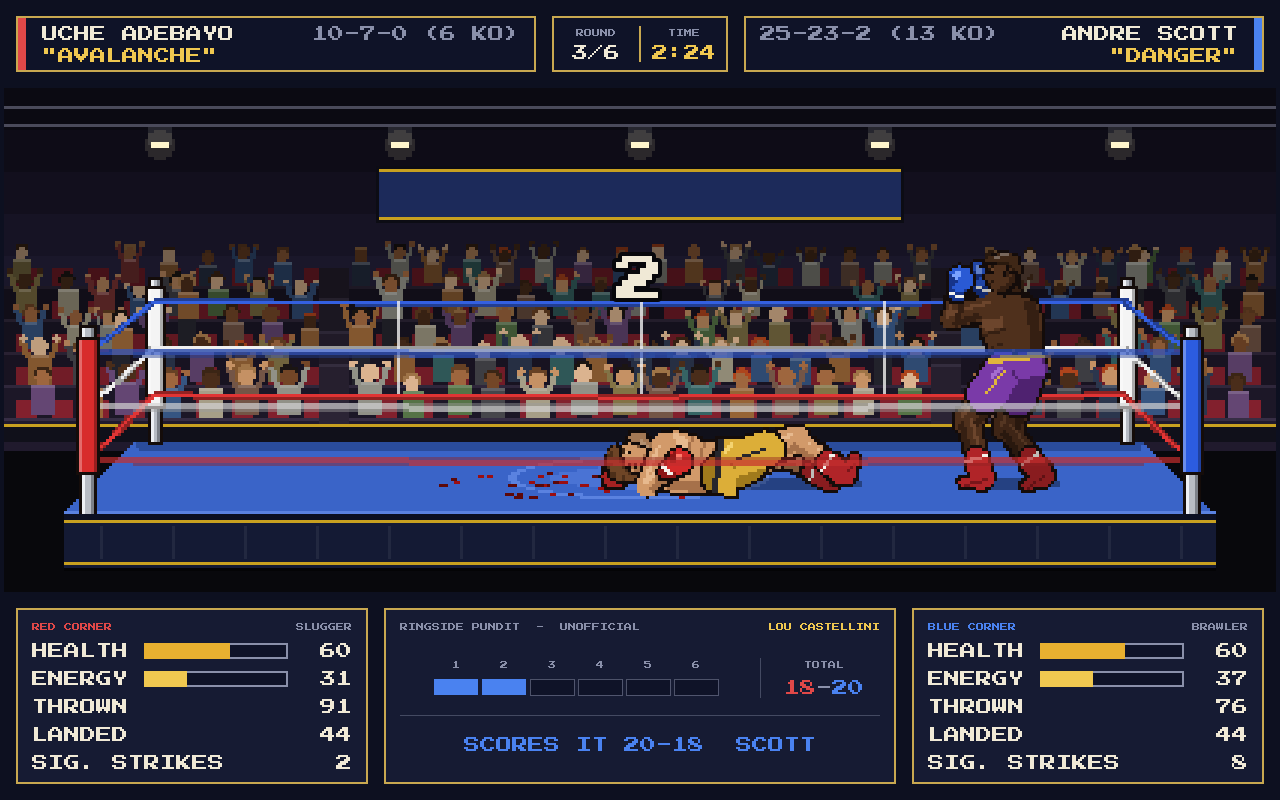 UCHE ADEBAYO
10-7-0 (6 KO)
"AVALANCHE"
ROUND
3/6
TIME
2:24
25-23-2 (13 KO)
ANDRE SCOTT
"DANGER"
2
RED CORNER
SLUGGER
HEALTH 60
ENERGY 31
THROWN 91
LANDED 44
SIG. STRIKES 2
RINGSIDE PUNDIT - UNOFFICIAL
LOU CASTELLINI
1 2 3 4 5 6
TOTAL
18-20
SCORES IT 20-18 SCOTT
BLUE CORNER
BRAWLER
HEALTH 60
ENERGY 37
THROWN 76
LANDED 44
SIG. STRIKES 8